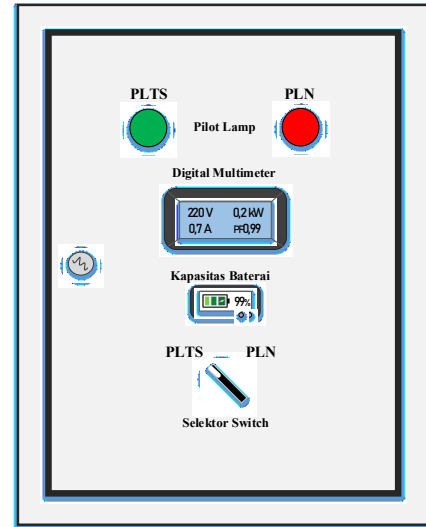 PLTS PLN
Pilot Lamp
Digital Multimeter
220 V 0,2 kW
0,7 A PF0,99
Kapasitas Baterai
99%
PLTS PLN
Selektor Switch